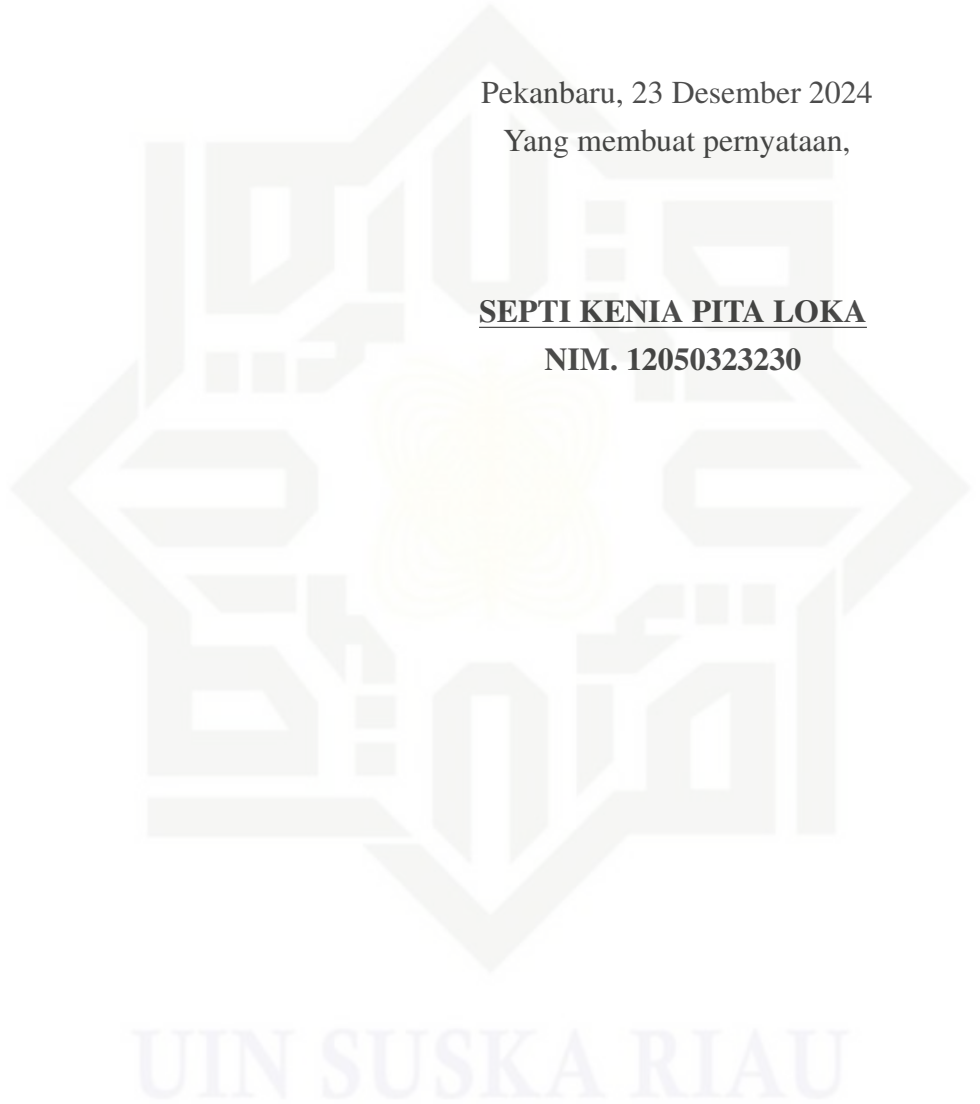 Pekanbaru, 23 Desember 2024
Yang membuat pernyataan,
SEPTI KENIA PITA LOKA
NIM. 12050323230
UIN SUSKA RIAU